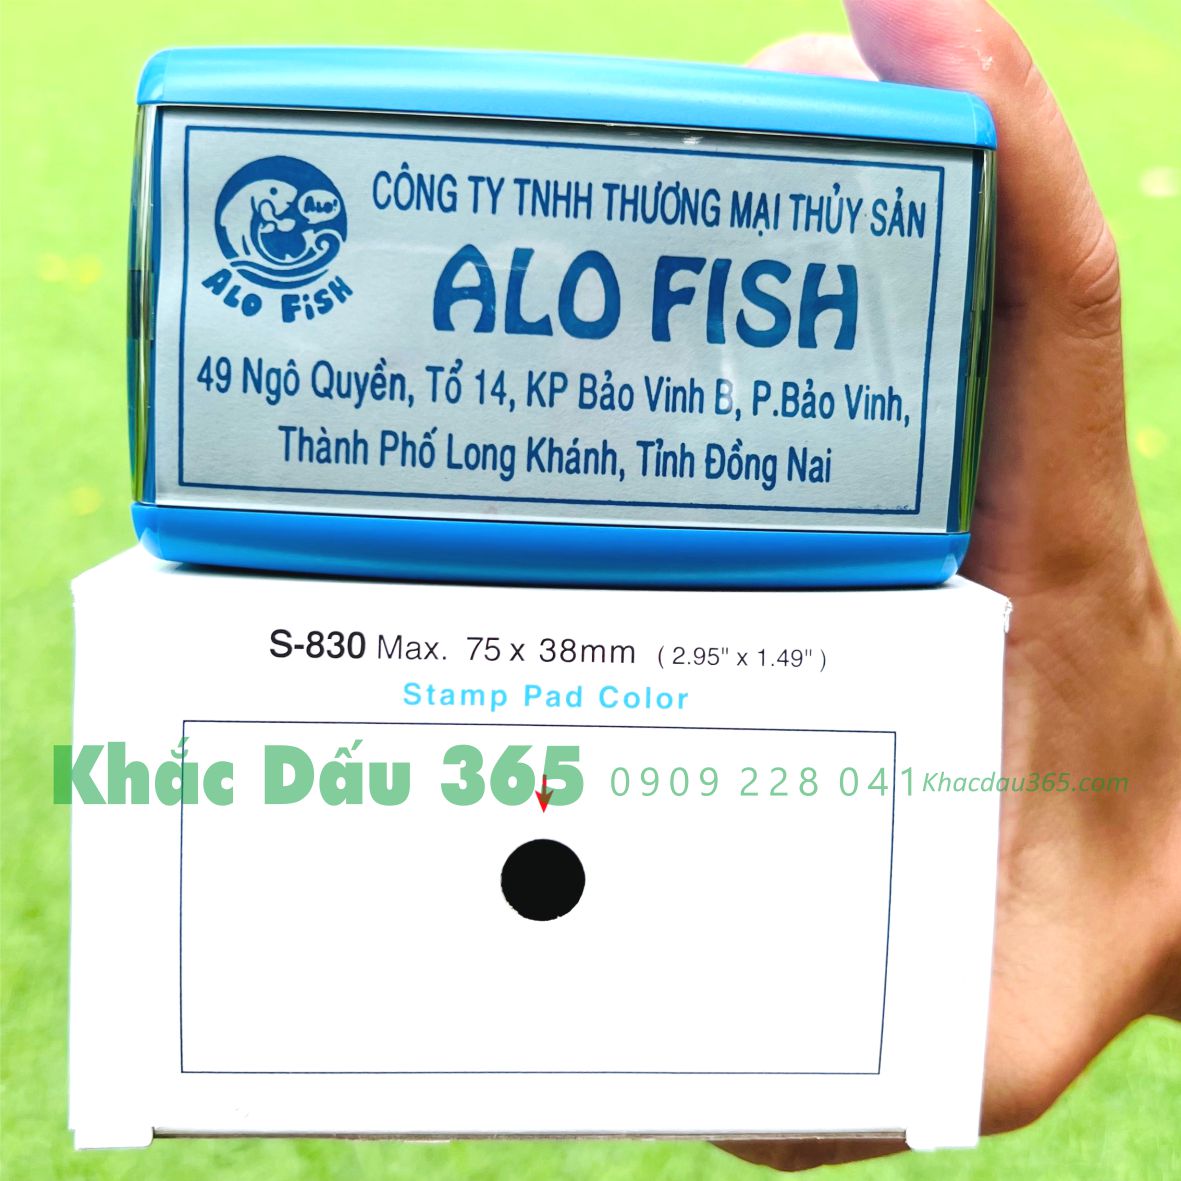 CÔNG TY TNHH THƯƠNG MẠI THỦY SẢN
ALO!
ALO FiSH
ALO FISH
49 Ngô Quyền, Tổ 14, KP Bảo Vinh B, P.Bảo Vinh,
Thành Phố Long Khánh, Tỉnh Đồng Nai
S-830 Max. 75 x 38mm ( 2.95" x 1.49" )
Stamp Pad Color
Khắc Dấu 365 0909 228 041 Khacdau365.com